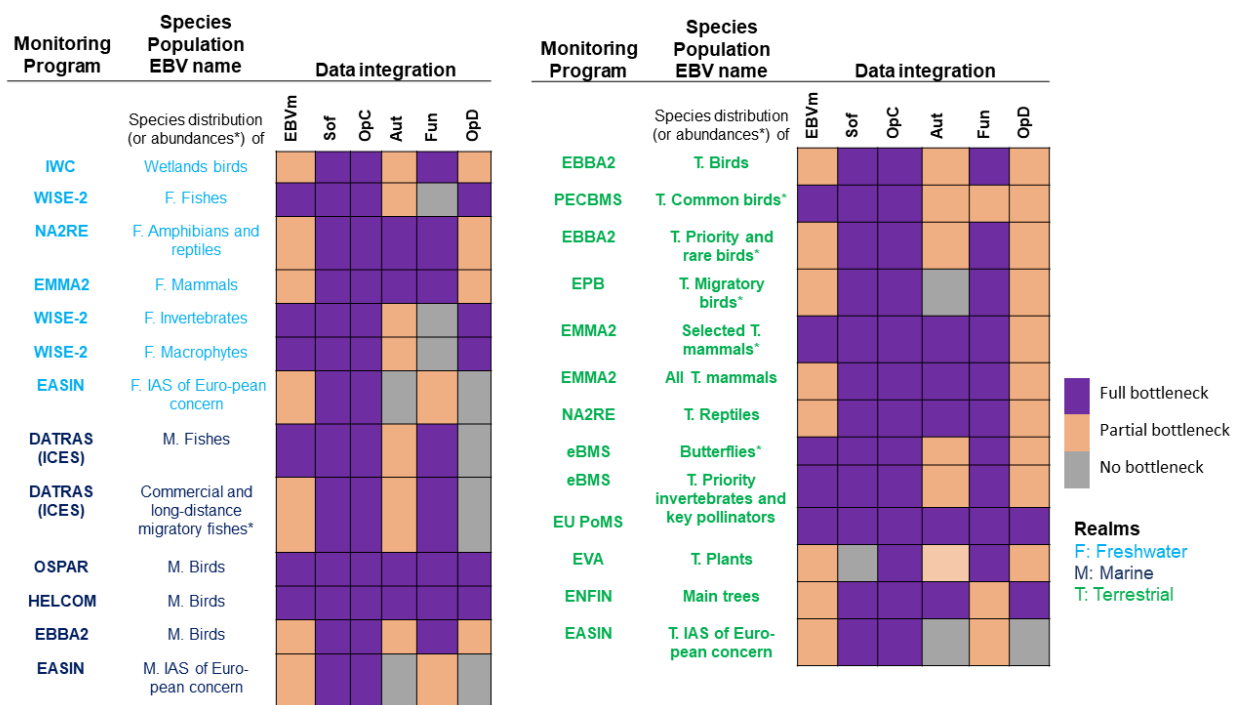 Monitoring
Program
Species
Population
EBV name
Data integration
Species distribution
(or abundances*) of
EBVm
Sof
OpC
Aut
Fun
OpD
IWC
Wetlands birds
WISE-2
F. Fishes
NA2RE
F. Amphibians and
reptiles
EMMA2
F. Mammals
WISE-2
F. Invertebrates
WISE-2
F. Macrophytes
EASIN
F. IAS of Euro-pean
concern
DATRAS
(ICES)
M. Fishes
DATRAS
(ICES)
Commercial and
long-distance
migratory fishes*
OSPAR
M. Birds
HELCOM
M. Birds
EBBA2
M. Birds
EASIN
M. IAS of Euro-
pean concern
Monitoring
Program
Species
Population
EBV name
Data integration
Species distribution
(or abundances*) of
EBVm
Sof
OpC
Aut
Fun
OpD
EBBA2
T. Birds
PECBMS
T. Common birds*
EBBA2
T. Priority and
rare birds*
EPB
T. Migratory
birds*
EMMA2
Selected T.
mammals*
EMMA2
All T. mammals
NA2RE
T. Reptiles
eBMS
Butterflies*
eBMS
T. Priority
invertebrates and
key pollinators
EU PoMS
EVA
T. Plants
ENFIN
Main trees
EASIN
T. IAS of Euro-
pean concern
Full bottleneck
Partial bottleneck
No bottleneck
Realms
F: Freshwater
M: Marine
T: Terrestrial